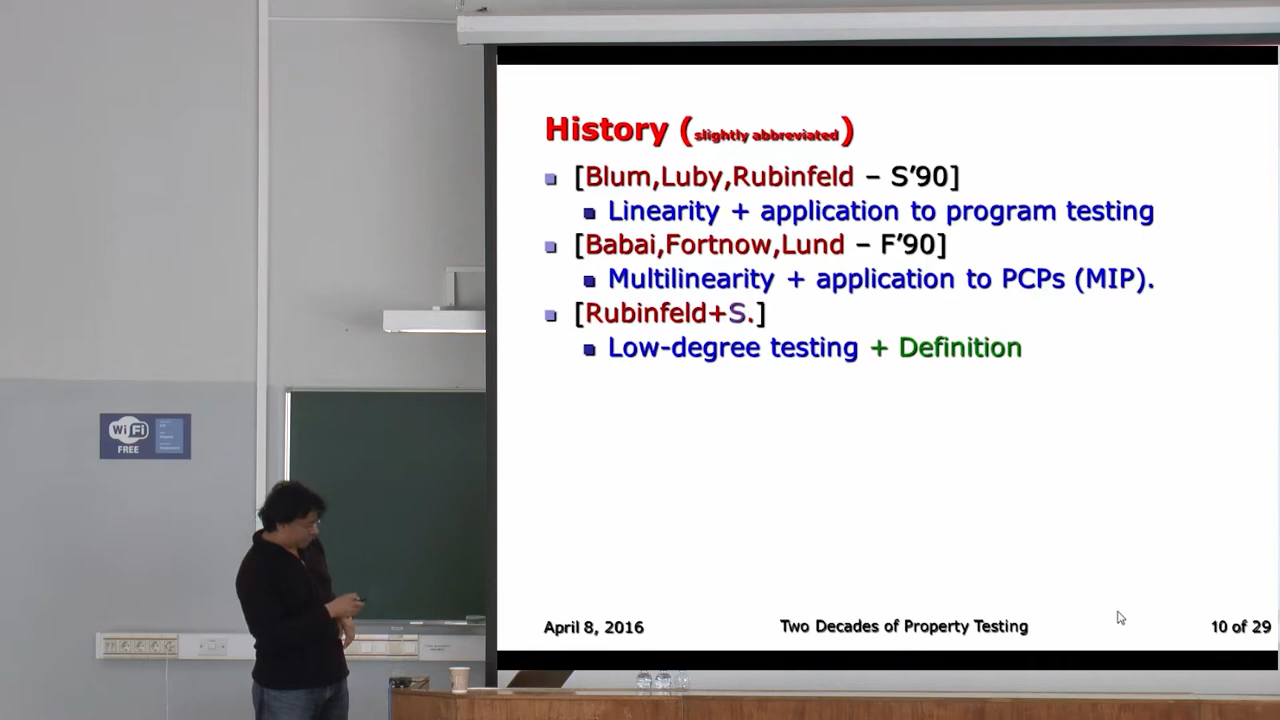 History (slightly abbreviated)
[Blum,Luby,Rubinfeld – S’90]
Linearity + application to program testing
[Babai,Fortnow,Lund – F’90]
Multilinearity + application to PCPs (MIP).
[Rubinfeld+S.]
Low-degree testing + Definition
Wi Fi
FREE
April 8, 2016
Two Decades of Property Testing
10 of 29